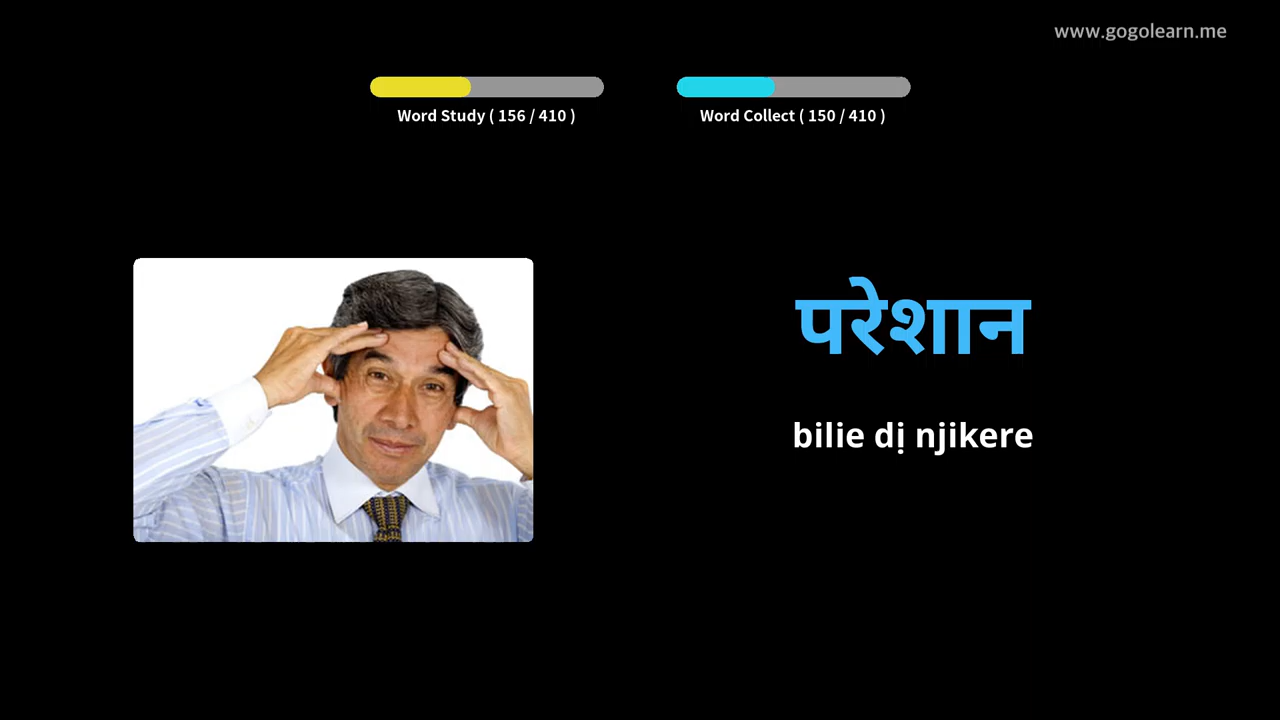 www.gogolearn.me
Word Study ( 156 / 410 )
Word Collect ( 150 / 410 )
परेशान
bilie dị njikere